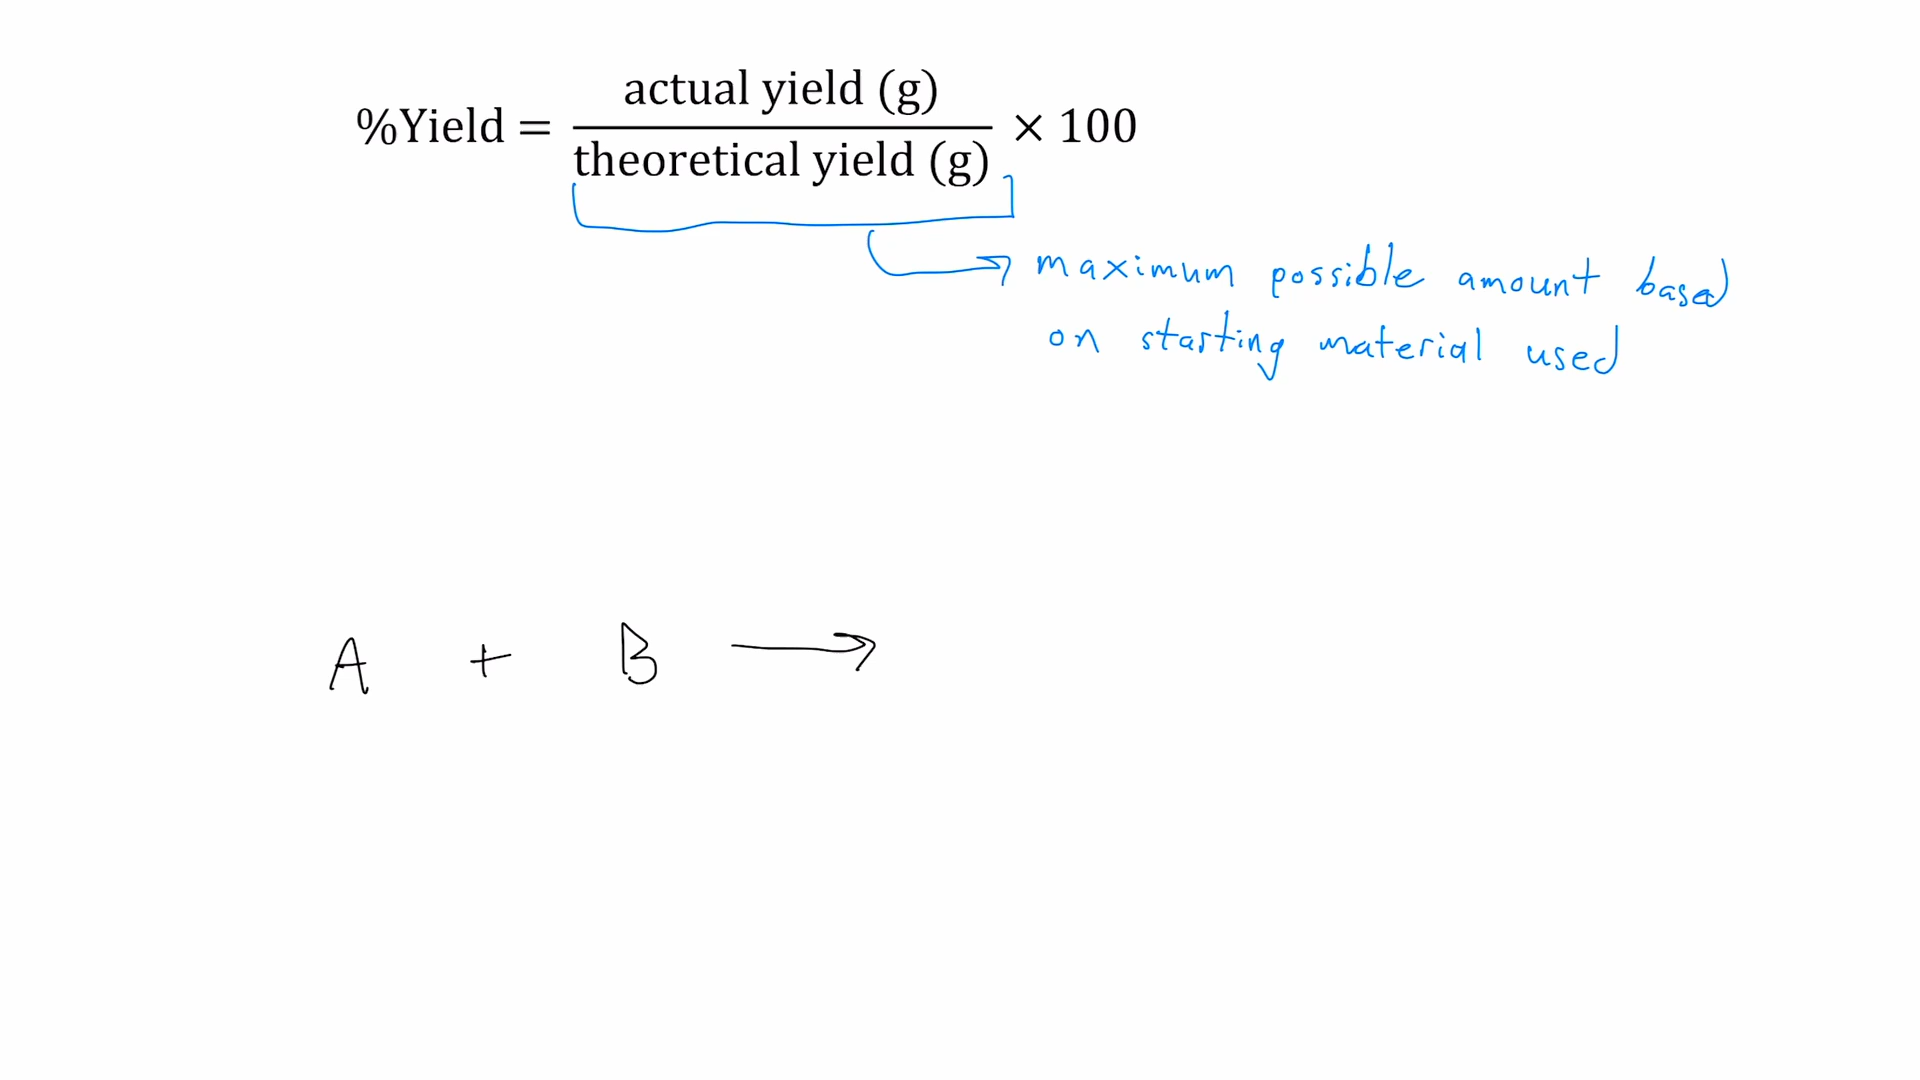 %Yield = actual yield (g) / theoretical yield (g) × 100
maximum possible amount based
on starting material used
A + B →